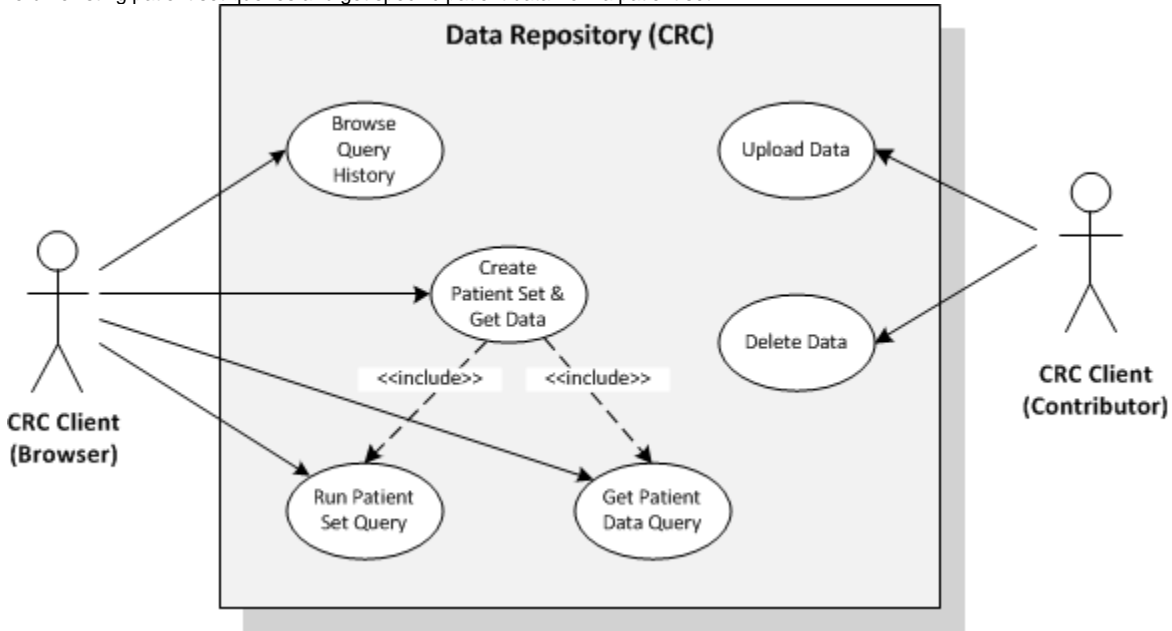 Data Repository (CRC)
Browse
Query
History
Upload Data
Create
Patient Set &
Get Data
Delete Data
<<include>>
<<include>>
CRC Client
(Browser)
CRC Client
(Contributor)
Run Patient
Set Query
Get Patient
Data Query